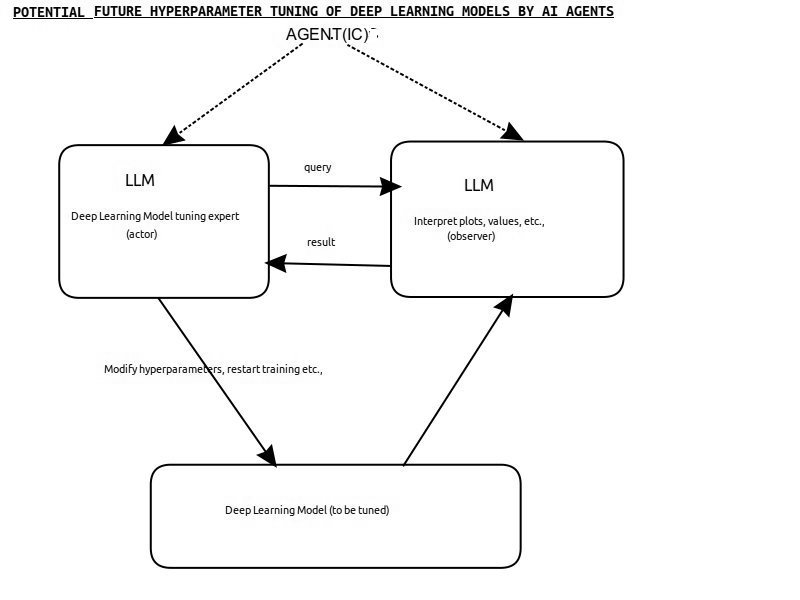 POTENTIAL FUTURE HYPERPARAMETER TUNING OF DEEP LEARNING MODELS BY AI AGENTS
AGENT(IC)
LLM
Deep Learning Model tuning expert
(actor)
query
result
LLM
Interpret plots, values, etc.,
(observer)
Modify hyperparameters, restart training etc.,
Deep Learning Model (to be tuned)